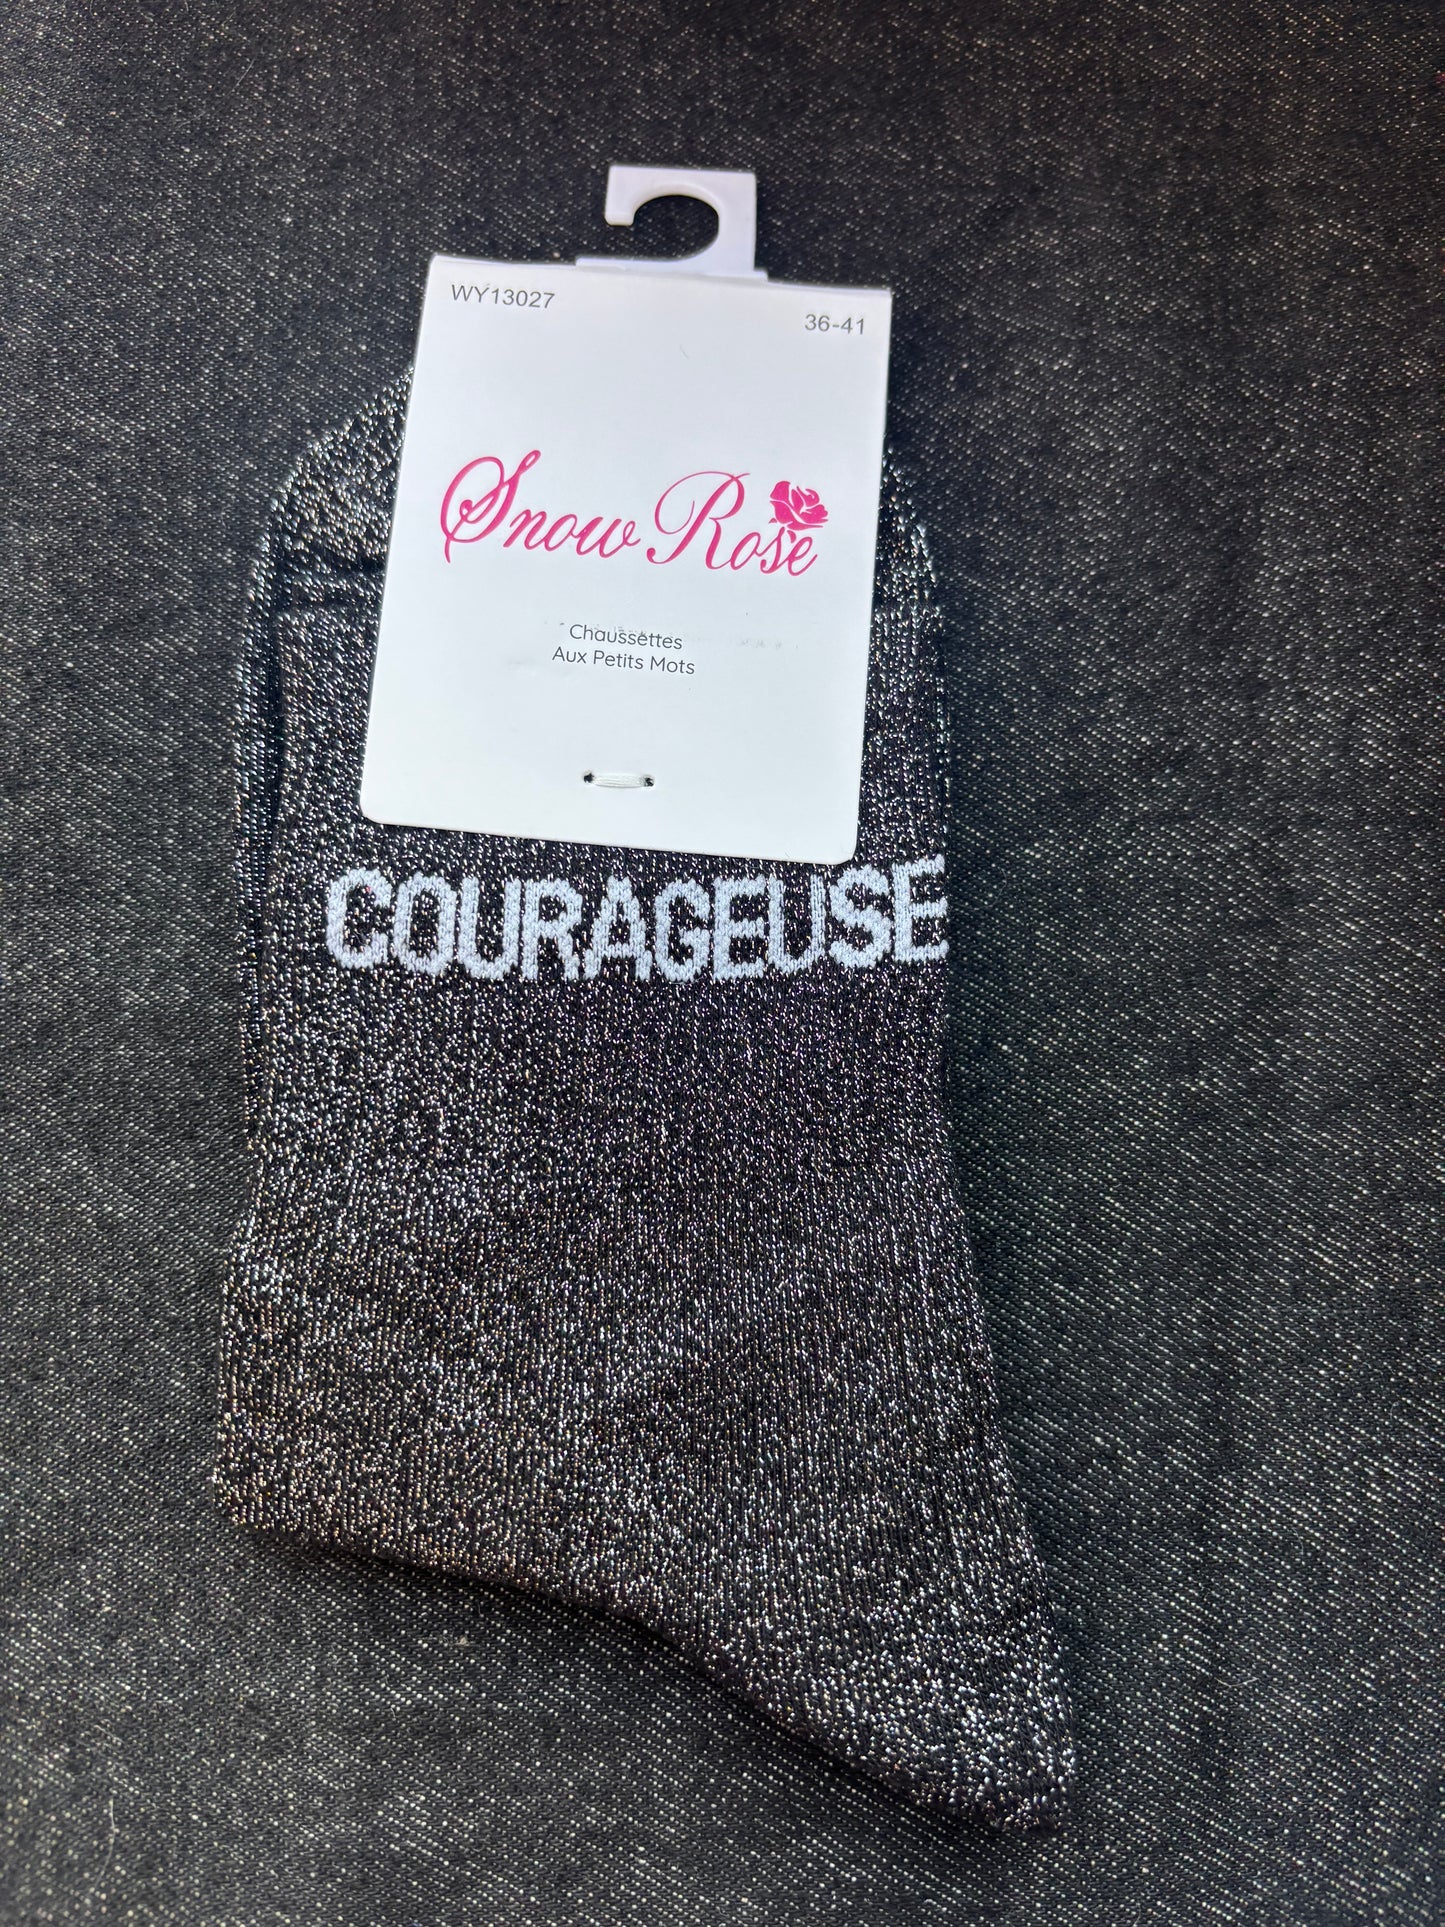 WY13027
36-41
Snow Rose
Chaussettes
Aux Petits Mots
COURAGEUSE